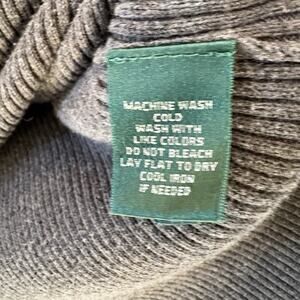 MACHINE WASH
COLD
WASH WITH
LIKE COLORS
DO NOT BLEACH
LAY FLAT TO DRY
COOL IRON
IF NEEDED